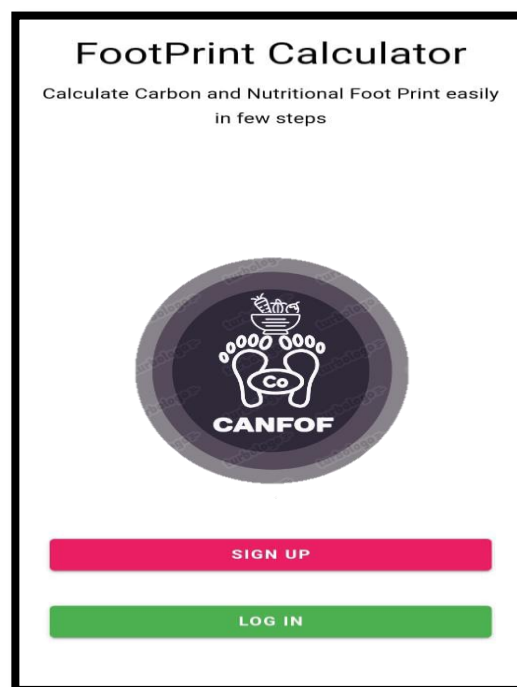 FootPrint Calculator
Calculate Carbon and Nutritional Foot Print easily
in few steps
Co
CANFOF
SIGN UP
LOG IN